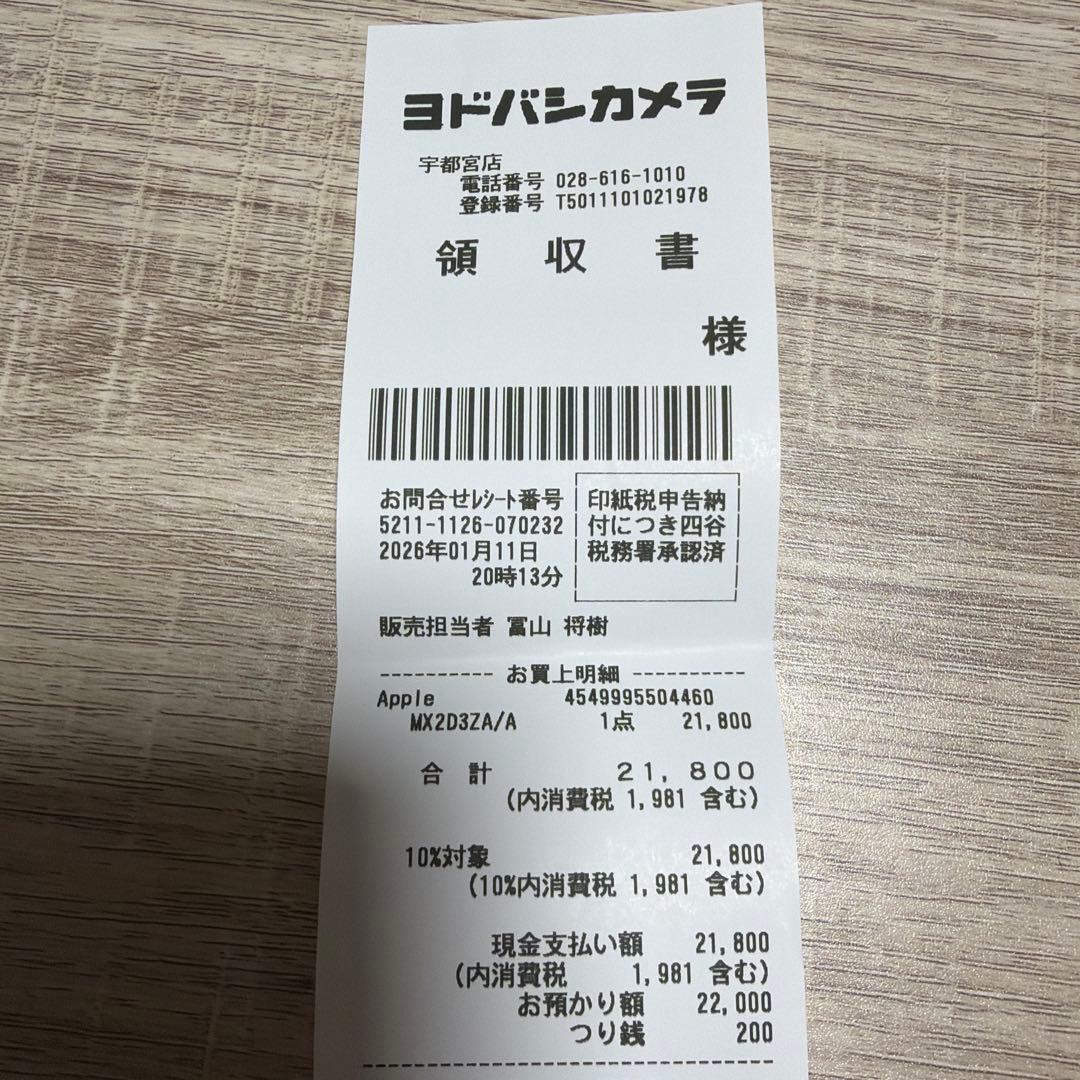 ヨドバシカメラ
宇都宮店
電話番号 028-616-1010
登録番号 T5011101021978
領 収 書
様
お問合せﾚｼｰﾄ番号
5211-1126-070232
2026年01月11日
20時13分
印紙税申告納
付につき四谷
税務署承認済
販売担当者 冨山 将樹
---------- お買上明細 ----------
Apple 4549995504460
MX2D3ZA/A 1点 21,800
合 計 21,800
(内消費税 1,981 含む)
10%対象 21,800
(10%内消費税 1,981 含む)
現金支払い額 21,800
(内消費税 1,981 含む)
お預かり額 22,000
つり銭 200